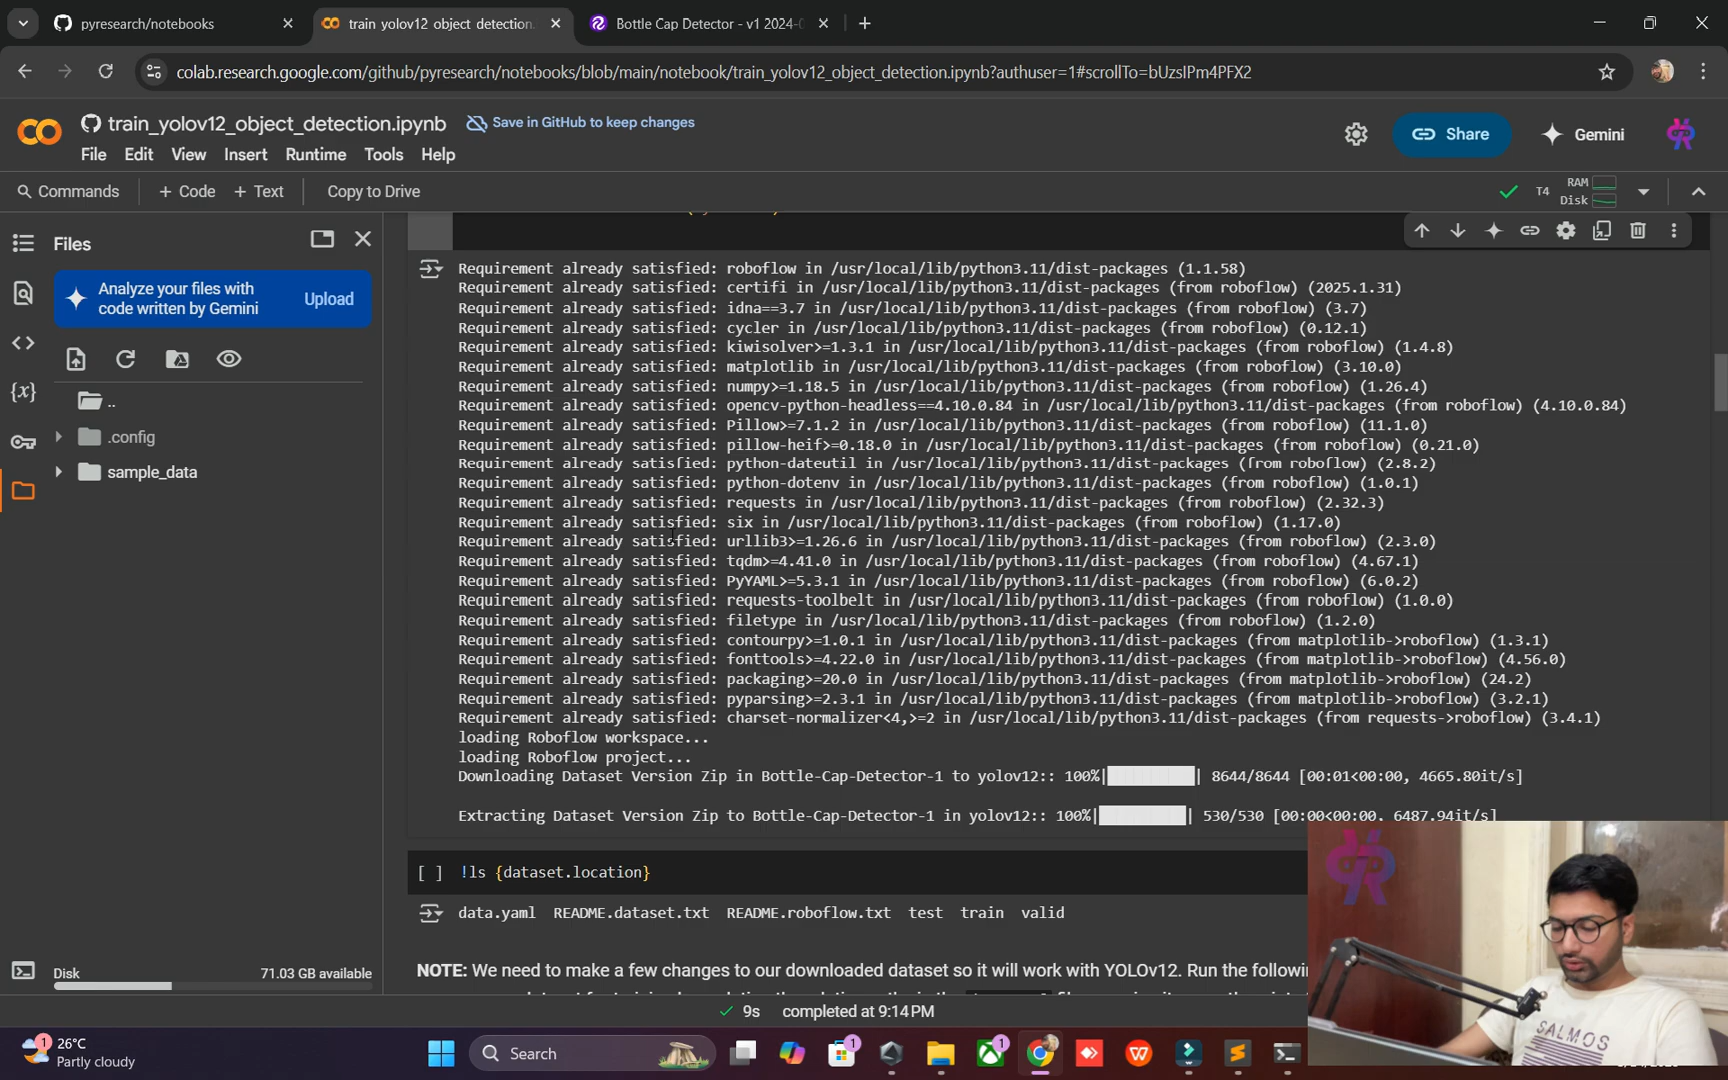 pyresearch/notebooks
train yolov12 object detection.
Bottle Cap Detector - v1 2024-
colab.research.google.com/github/pyresearch/notebooks/blob/main/notebook/train_yolov12_object_detection.ipynb?authuser=1#scrollTo=bUzsIPm4PFX2
train_yolov12_object_detection.ipynb
Save in GitHub to keep changes
Share
Gemini
File Edit View Insert Runtime Tools Help
Commands
+ Code + Text
Copy to Drive
T4
RAM
Disk
Files
Analyze your files with
code written by Gemini
Upload
..
.config
sample_data
Disk
71.03 GB available
Requirement already satisfied: roboflow in /usr/local/lib/python3.11/dist-packages (1.1.58)
Requirement already satisfied: certifi in /usr/local/lib/python3.11/dist-packages (from roboflow) (2025.1.31)
Requirement already satisfied: idna==3.7 in /usr/local/lib/python3.11/dist-packages (from roboflow) (3.7)
Requirement already satisfied: cycler in /usr/local/lib/python3.11/dist-packages (from roboflow) (0.12.1)
Requirement already satisfied: kiwisolver>=1.3.1 in /usr/local/lib/python3.11/dist-packages (from roboflow) (1.4.8)
Requirement already satisfied: matplotlib in /usr/local/lib/python3.11/dist-packages (from roboflow) (3.10.0)
Requirement already satisfied: numpy>=1.18.5 in /usr/local/lib/python3.11/dist-packages (from roboflow) (1.26.4)
Requirement already satisfied: opencv-python-headless==4.10.0.84 in /usr/local/lib/python3.11/dist-packages (from roboflow) (4.10.0.84)
Requirement already satisfied: Pillow>=7.1.2 in /usr/local/lib/python3.11/dist-packages (from roboflow) (11.1.0)
Requirement already satisfied: pillow-heif>=0.18.0 in /usr/local/lib/python3.11/dist-packages (from roboflow) (0.21.0)
Requirement already satisfied: python-dateutil in /usr/local/lib/python3.11/dist-packages (from roboflow) (2.8.2)
Requirement already satisfied: python-dotenv in /usr/local/lib/python3.11/dist-packages (from roboflow) (1.0.1)
Requirement already satisfied: requests in /usr/local/lib/python3.11/dist-packages (from roboflow) (2.32.3)
Requirement already satisfied: six in /usr/local/lib/python3.11/dist-packages (from roboflow) (1.17.0)
Requirement already satisfied: urllib3>=1.26.6 in /usr/local/lib/python3.11/dist-packages (from roboflow) (2.3.0)
Requirement already satisfied: tqdm>=4.41.0 in /usr/local/lib/python3.11/dist-packages (from roboflow) (4.67.1)
Requirement already satisfied: PyYAML>=5.3.1 in /usr/local/lib/python3.11/dist-packages (from roboflow) (6.0.2)
Requirement already satisfied: requests-toolbelt in /usr/local/lib/python3.11/dist-packages (from roboflow) (1.0.0)
Requirement already satisfied: filetype in /usr/local/lib/python3.11/dist-packages (from roboflow) (1.2.0)
Requirement already satisfied: contourpy>=1.0.1 in /usr/local/lib/python3.11/dist-packages (from matplotlib->roboflow) (1.3.1)
Requirement already satisfied: fonttools>=4.22.0 in /usr/local/lib/python3.11/dist-packages (from matplotlib->roboflow) (4.56.0)
Requirement already satisfied: packaging>=20.0 in /usr/local/lib/python3.11/dist-packages (from matplotlib->roboflow) (24.2)
Requirement already satisfied: pyparsing>=2.3.1 in /usr/local/lib/python3.11/dist-packages (from matplotlib->roboflow) (3.2.1)
Requirement already satisfied: charset-normalizer<4,>=2 in /usr/local/lib/python3.11/dist-packages (from requests->roboflow) (3.4.1)
loading Roboflow workspace...
loading Roboflow project...
Downloading Dataset Version Zip in Bottle-Cap-Detector-1 to yolov12:: 100%| | 8644/8644 [00:01<00:00, 4665.80it/s]
Extracting Dataset Version Zip to Bottle-Cap-Detector-1 in yolov12:: 100%| | 530/530 [00:00<00:00, 6487.94it/s]
[ ] !ls {dataset.location}
data.yaml README.dataset.txt README.roboflow.txt test train valid
NOTE: We need to make a few changes to our downloaded dataset so it will work with YOLOv12. Run the followi
9s completed at 9:14 PM
26°C
Partly cloudy
Search
SALMOS